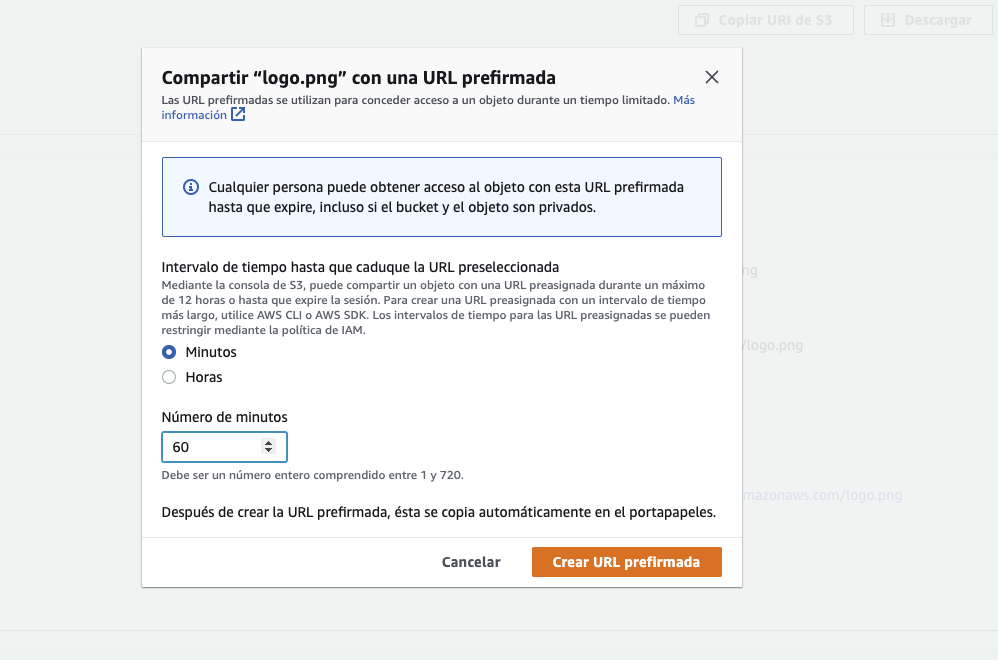 Copiar URI de S3 Descargar
Compartir “logo.png” con una URL prefirmada
Las URL prefirmadas se utilizan para conceder acceso a un objeto durante un tiempo limitado. Más
información
Cualquier persona puede obtener acceso al objeto con esta URL prefirmada
hasta que expire, incluso si el bucket y el objeto son privados.
Intervalo de tiempo hasta que caduque la URL preseleccionada
ng
Mediante la consola de S3, puede compartir un objeto con una URL preasignada durante un máximo
de 12 horas o hasta que expire la sesión. Para crear una URL preasignada con un intervalo de tiempo
más largo, utilice AWS CLI o AWS SDK. Los intervalos de tiempo para las URL preasignadas se pueden
restringir mediante la política de IAM.
/logo.png
Minutos
Horas
Número de minutos
60
Debe ser un número entero comprendido entre 1 y 720.
mazonaws.com/logo.png
Después de crear la URL prefirmada, ésta se copia automáticamente en el portapapeles.
Cancelar Crear URL prefirmada